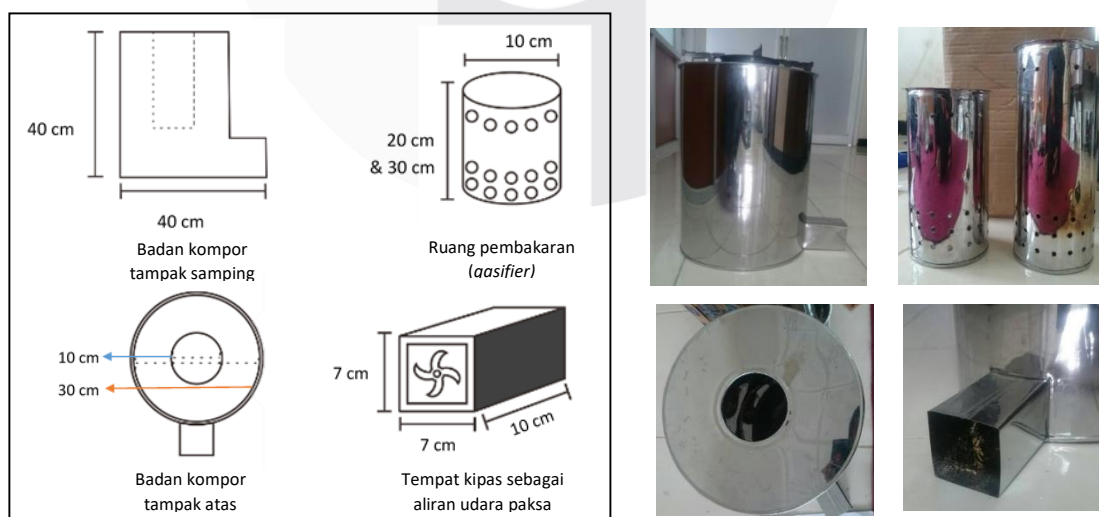 40 cm
40 cm
Badan kompor
tampak samping
10 cm
20 cm
& 30 cm
Ruang pembakaran
(gasifier)
10 cm
30 cm
Badan kompor
tampak atas
7 cm
7 cm
10 cm
Tempat kipas sebagai
aliran udara paksa